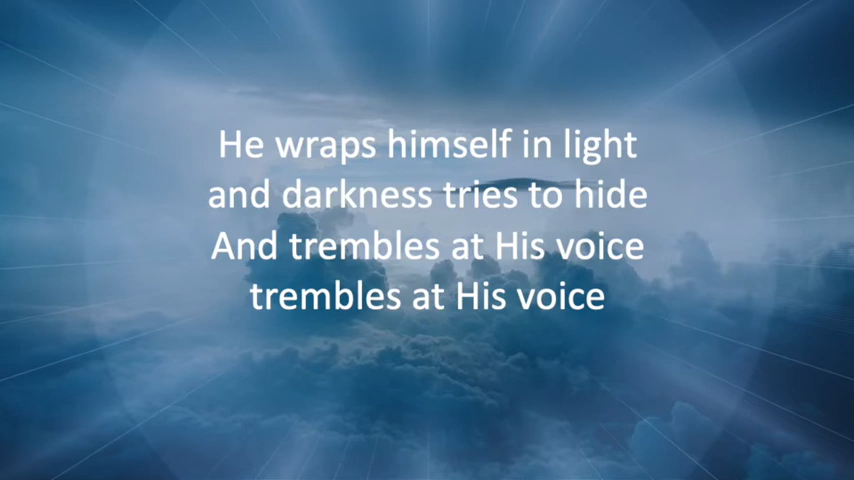 He wraps himself in light
and darkness tries to hide
And trembles at His voice
trembles at His voice